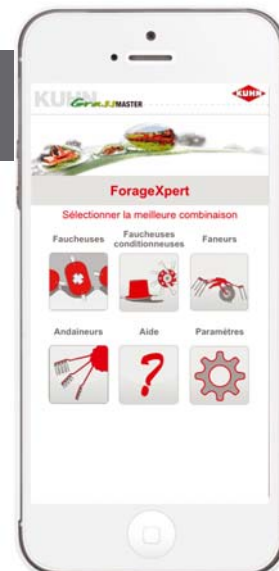 KUHN GrassMASTER
KUHN
ForageXpert
Sélectionner la meilleure combinaison
Faucheuses
Faucheuses
conditionneuses
Faneurs
Andaineurs
Aide
Paramètres